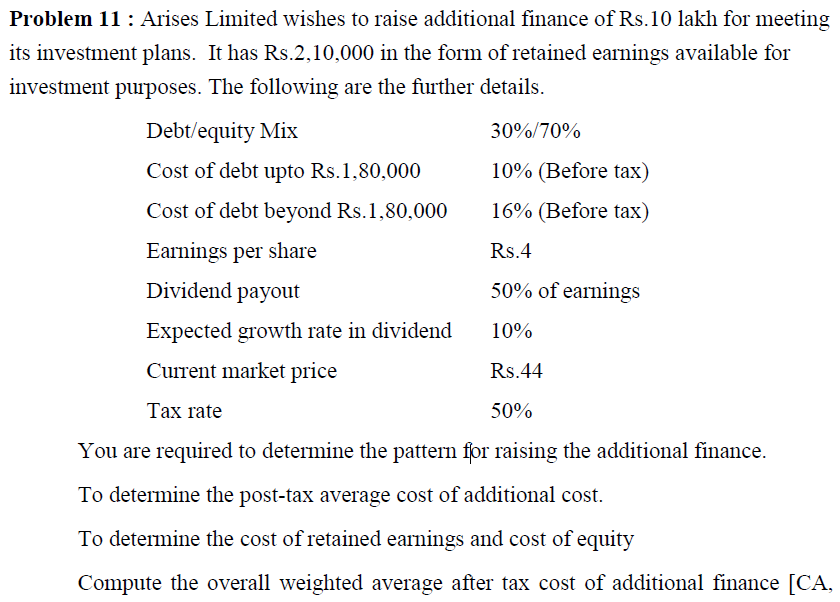 Problem 11 : Arises Limited wishes to raise additional finance of Rs.10 lakh for meeting
its investment plans. It has Rs.2,10,000 in the form of retained earnings available for
investment purposes. The following are the further details.
Debt/equity Mix 30%/70%
Cost of debt upto Rs.1,80,000 10% (Before tax)
Cost of debt beyond Rs.1,80,000 16% (Before tax)
Earnings per share Rs.4
Dividend payout 50% of earnings
Expected growth rate in dividend 10%
Current market price Rs.44
Tax rate 50%
You are required to determine the pattern for raising the additional finance.
To determine the post-tax average cost of additional cost.
To determine the cost of retained earnings and cost of equity
Compute the overall weighted average after tax cost of additional finance [CA,